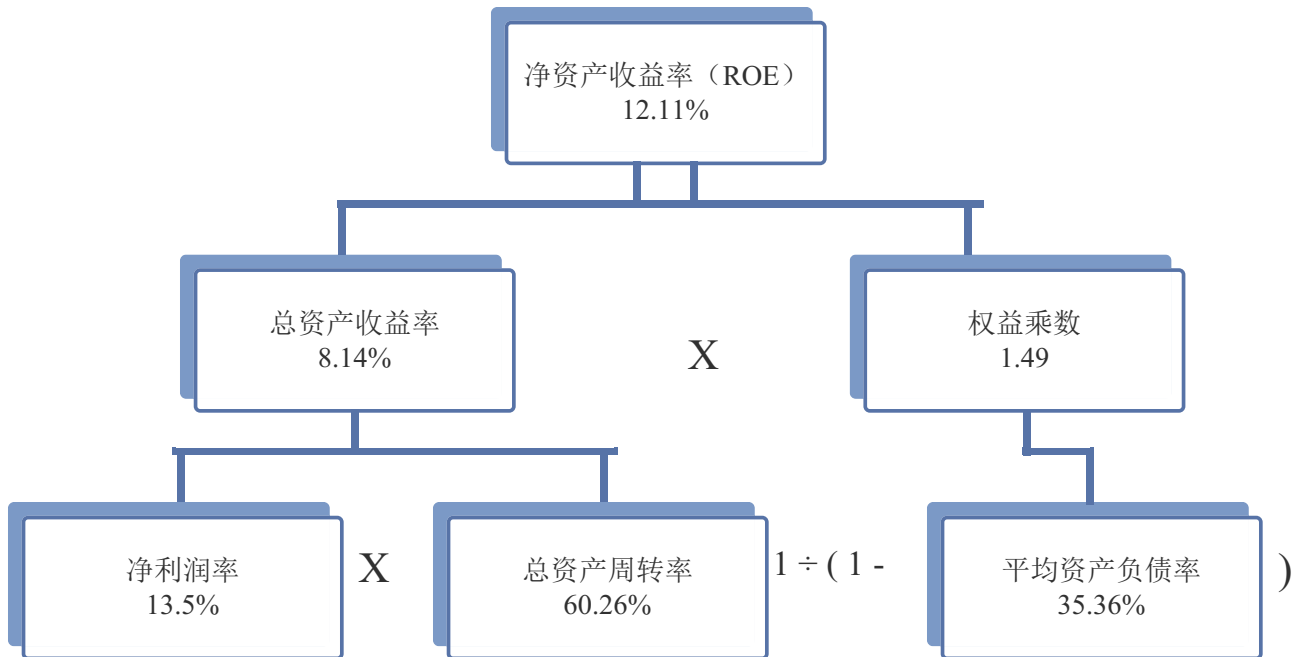 净资产收益率（ROE）
12.11%
总资产收益率
8.14%
X
权益乘数
1.49
净利润率
13.5%
X
总资产周转率
60.26%
1 ÷ ( 1 -
平均资产负债率
35.36%
)